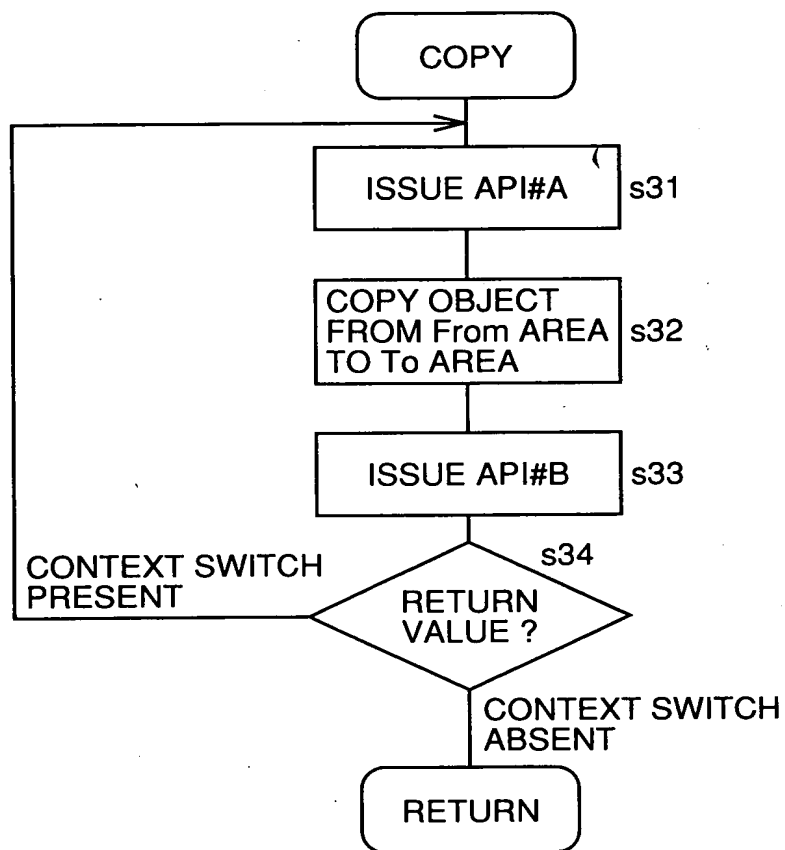 COPY
ISSUE API#A
s31
COPY OBJECT
FROM From AREA
TO To AREA
s32
ISSUE API#B
s33
s34
RETURN
VALUE ?
CONTEXT SWITCH
PRESENT
CONTEXT SWITCH
ABSENT
RETURN